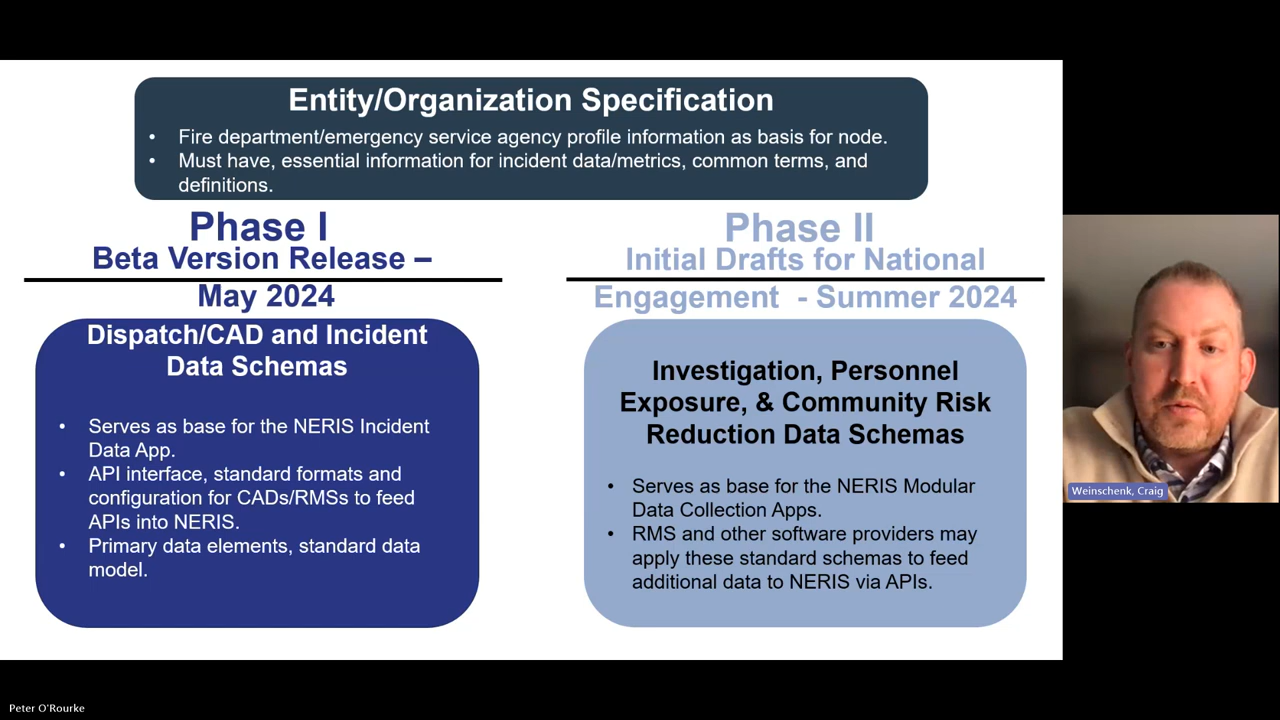 Entity/Organization Specification
• Fire department/emergency service agency profile information as basis for node.
• Must have, essential information for incident data/metrics, common terms, and
definitions.
Phase I
Beta Version Release –
May 2024
Dispatch/CAD and Incident
Data Schemas
• Serves as base for the NERIS Incident
Data App.
• API interface, standard formats and
configuration for CADs/RMSs to feed
APIs into NERIS.
• Primary data elements, standard data
model.
Phase II
Initial Drafts for National
Engagement - Summer 2024
Investigation, Personnel
Exposure, & Community Risk
Reduction Data Schemas
• Serves as base for the NERIS Modular
Data Collection Apps.
• RMS and other software providers may
apply these standard schemas to feed
additional data to NERIS via APIs.
Weinschenk, Craig
Peter O'Rourke